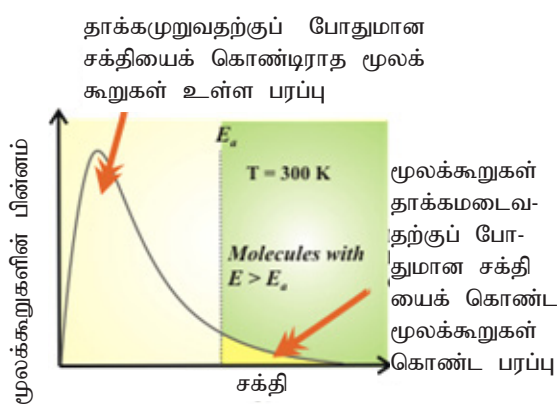 தாக்கமுறுவதற்குப் போதுமான
சக்தியைக் கொண்டிராத மூலக்
கூறுகள் உள்ள பரப்பு
மூலக்கூறுகளின் பின்னம்
Eₐ
T = 300 K
Molecules with
E > Eₐ
மூலக்கூறுகள்
தாக்கமடைவ-
தற்குப் போ-
துமான சக்தி
யைக் கொண்ட
மூலக்கூறுகள்
கொண்ட பரப்பு
சக்தி